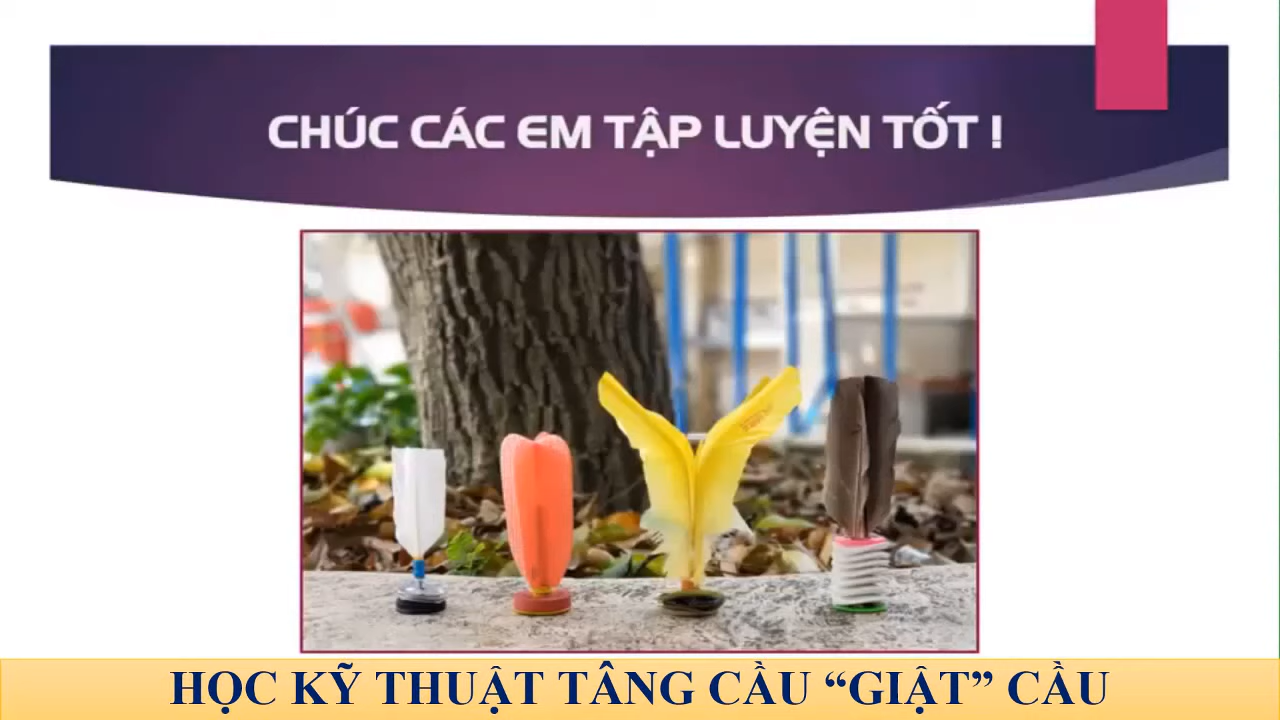 CHÚC CÁC EM TẬP LUYỆN TỐT !
HỌC KỸ THUẬT TÂNG CẦU “GIẬT” CẦU